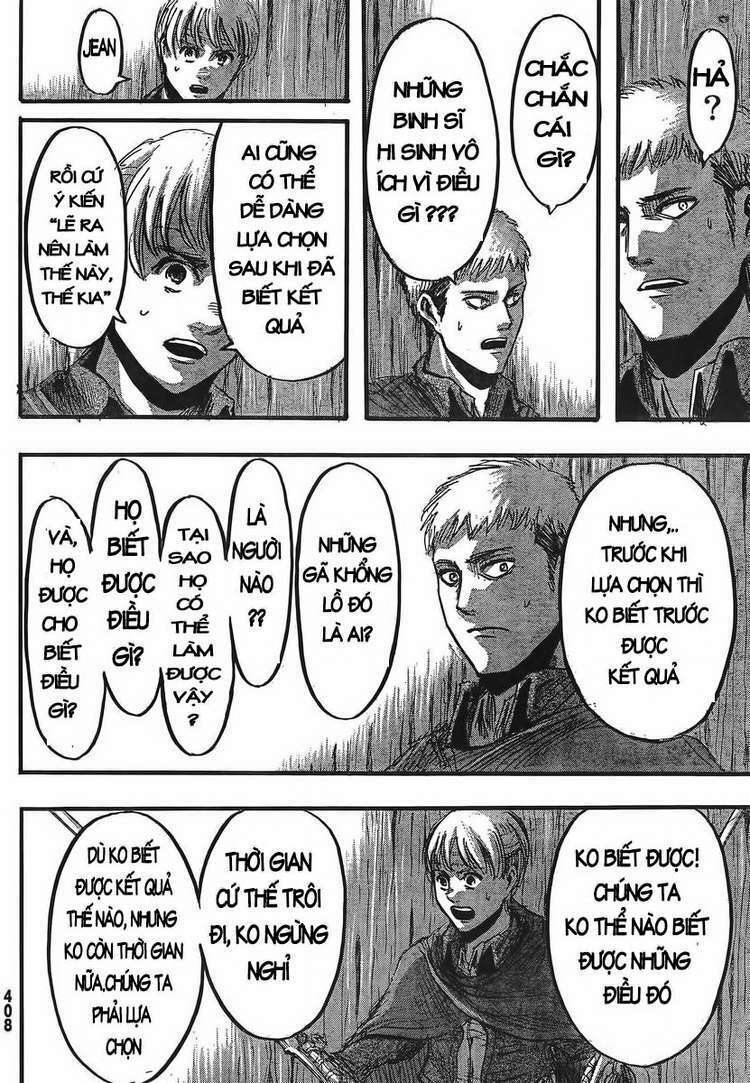 HẢ
?
CHẮC
CHẮN
CÁI
GÌ?
NHỮNG
BINH SĨ
HI SINH VÔ
ÍCH VÌ ĐIỀU
GÌ ???
JEAN
AI CŨNG
CÓ THỂ
DỄ DÀNG
LỰA CHỌN
SAU KHI ĐÃ
BIẾT KẾT
QUẢ
RỒI CỨ
Ý KIẾN
"LẼ RA
NÊN LÀM
THẾ NÀY,
THẾ KIA"
NHƯNG,..
TRƯỚC KHI
LỰA CHỌN THÌ
KO BIẾT TRƯỚC
ĐƯỢC
KẾT QUẢ
NHỮNG
GÃ KHỔNG
LỒ ĐÓ
LÀ AI?
LÀ
NGƯỜI
NÀO?
??
TẠI
SAO HỌ
CÓ
THỂ
LÀM
ĐƯỢC
VẬY
?
HỌ
BIẾT
ĐƯỢC
ĐIỀU
GÌ?
VÀ, HỌ
ĐƯỢC
CHO
BIẾT
ĐIỀU
GÌ?
KO BIẾT ĐƯỢC!
CHÚNG TA
KO THỂ NÀO BIẾT
ĐƯỢC NHỮNG
ĐIỀU ĐÓ
THỜI GIAN
CỨ THẾ TRÔI
ĐI, KO NGỪNG
NGHỈ
DÙ KO BIẾT
ĐƯỢC KẾT QUẢ
THẾ NÀO, NHƯNG
KO CÒN THỜI GIAN
NỮA.CHÚNG TA
PHẢI LỰA
CHỌN
408